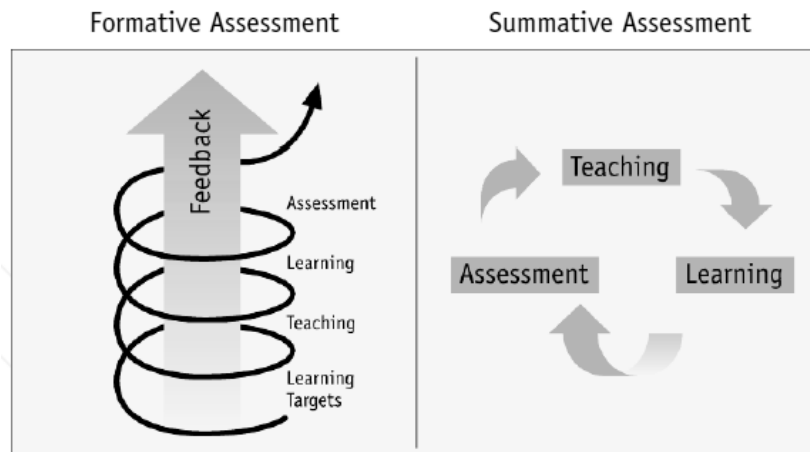 Formative Assessment
Summative Assessment
Feedback
Assessment
Learning
Teaching
Learning
Targets
Teaching
Assessment
Learning